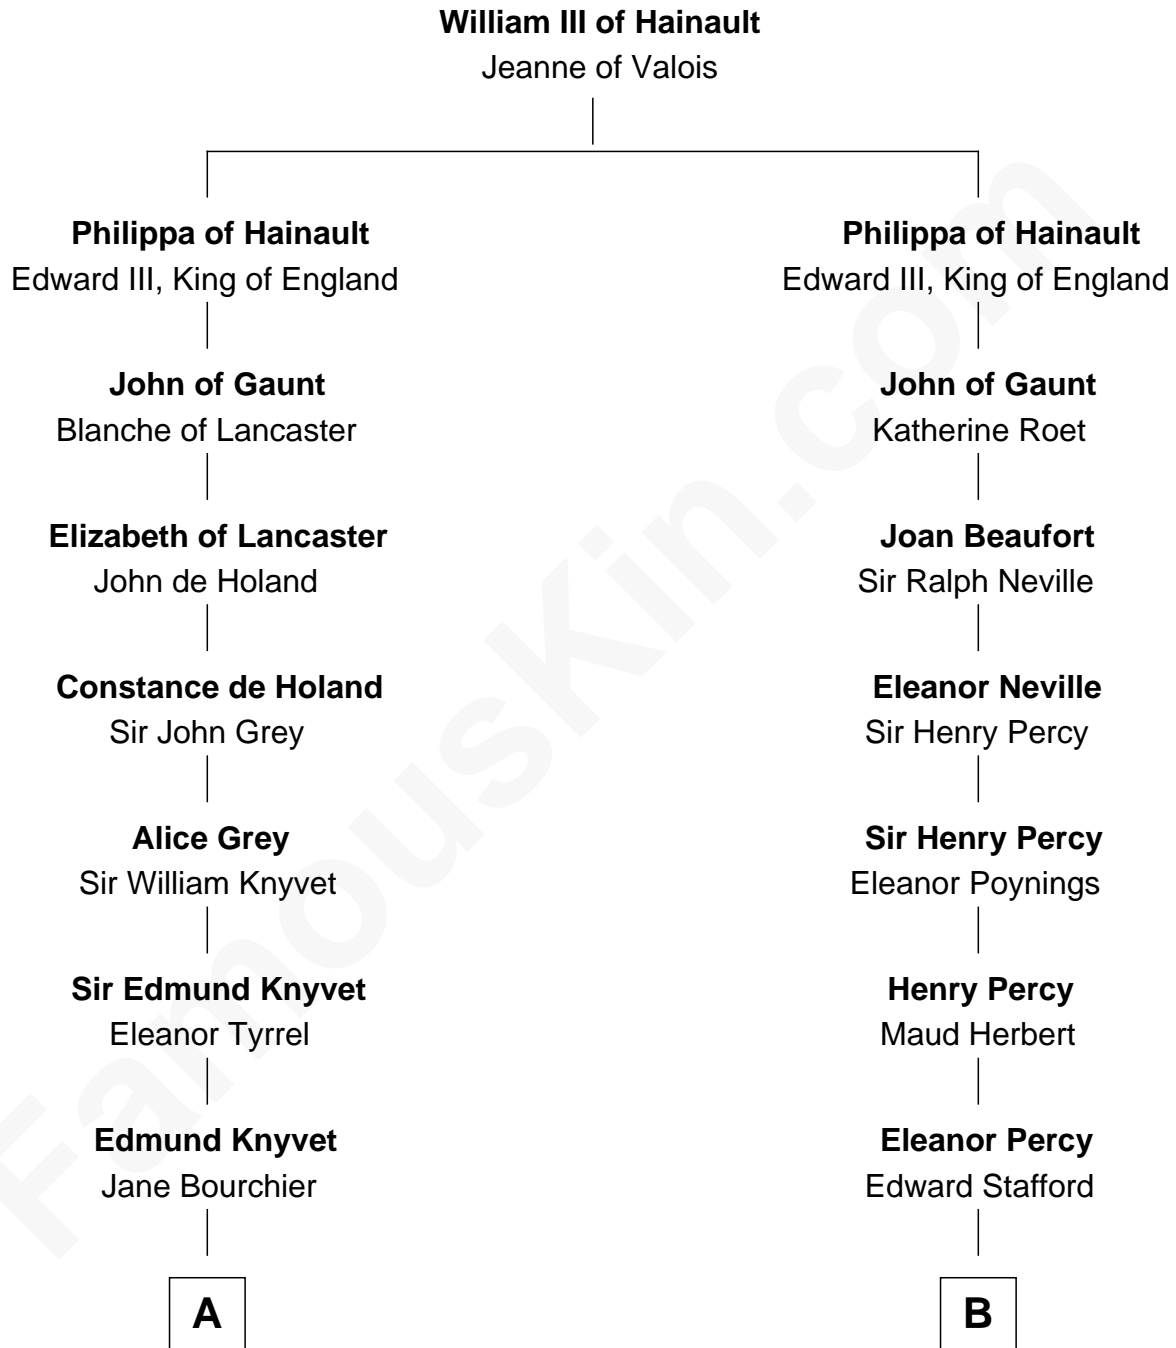 William III of Hainault
Jeanne of Valois
Philippa of Hainault
Edward III, King of England
John of Gaunt
Blanche of Lancaster
Elizabeth of Lancaster
John de Holand
Constance de Holand
Sir John Grey
Alice Grey
Sir William Knyvet
Sir Edmund Knyvet
Eleanor Tyrrel
Edmund Knyvet
Jane Bourchier
A
Philippa of Hainault
Edward III, King of England
John of Gaunt
Katherine Roet
Joan Beaufort
Sir Ralph Neville
Eleanor Neville
Sir Henry Percy
Sir Henry Percy
Eleanor Poynings
Henry Percy
Maud Herbert
Eleanor Percy
Edward Stafford
B
FamousKin.com